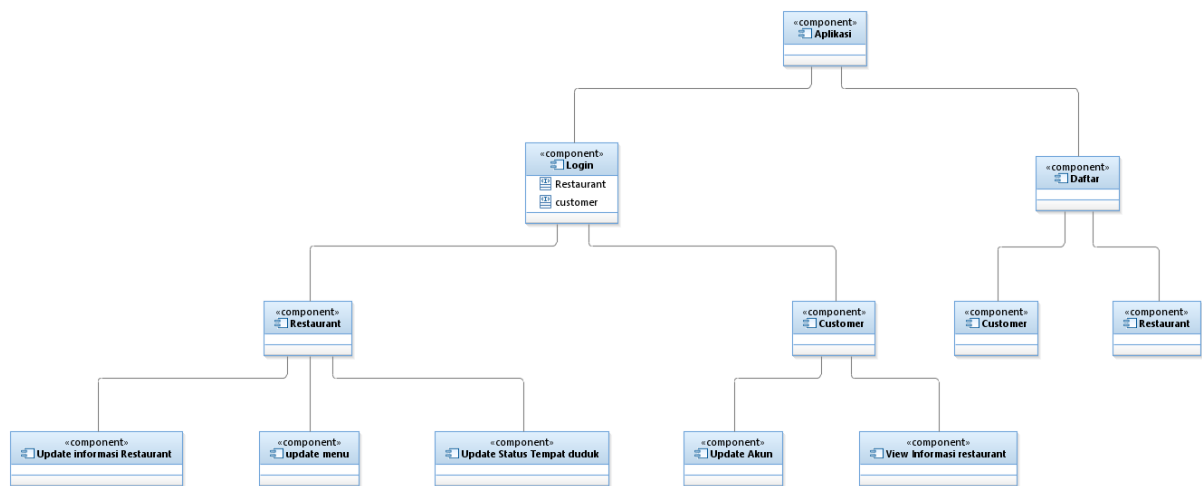 «component»
Aplikasi
«component»
Login
Restaurant
customer
«component»
Daftar
«component»
Restaurant
«component»
Customer
«component»
Customer
«component»
Restaurant
«component»
Update informasi Restaurant
«component»
update menu
«component»
Update Status Tempat duduk
«component»
Update Akun
«component»
View Informasi restaurant